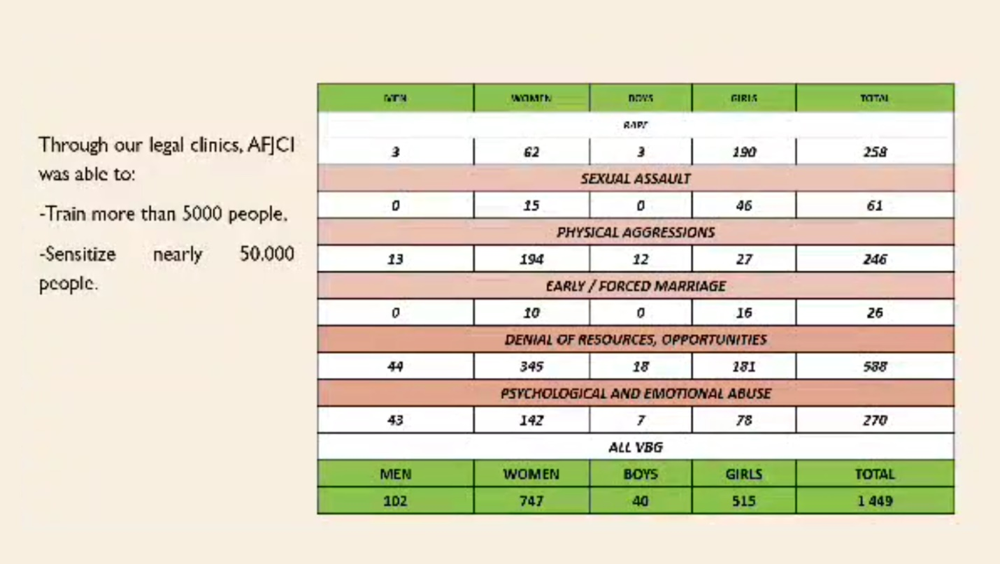 Through our legal clinics, AFJCI
was able to:
-Train more than 5000 people.
-Sensitize nearly 50.000
people.
MEN WOMEN BOYS GIRLS TOTAL
RAPE
3 62 3 190 258
SEXUAL ASSAULT
0 15 0 46 61
PHYSICAL AGGRESSIONS
13 194 12 27 246
EARLY / FORCED MARRIAGE
0 10 0 16 26
DENIAL OF RESOURCES, OPPORTUNITIES
44 345 18 181 588
PSYCHOLOGICAL AND EMOTIONAL ABUSE
43 142 7 78 270
ALL VBG
MEN WOMEN BOYS GIRLS TOTAL
102 747 40 515 1 449